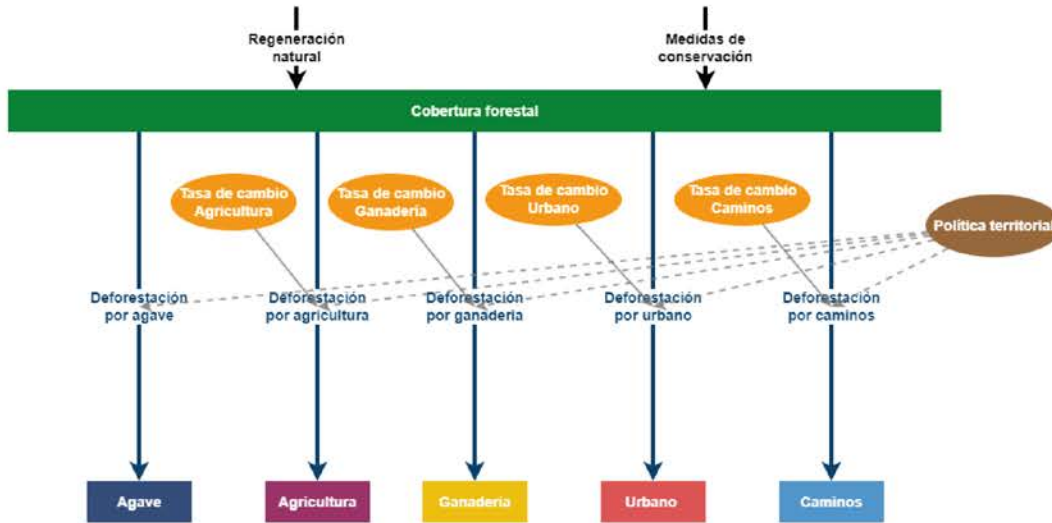 Regeneración
natural
Medidas de
conservación
Cobertura forestal
Tasa de cambio
Agricultura
Tasa de cambio
Ganadería
Tasa de cambio
Urbano
Tasa de cambio
Caminos
Política territorial
Deforestación
por agave
Deforestación
por agricultura
Deforestación
por ganadería
Deforestación
por urbano
Deforestación
por caminos
Agave
Agricultura
Ganadería
Urbano
Caminos